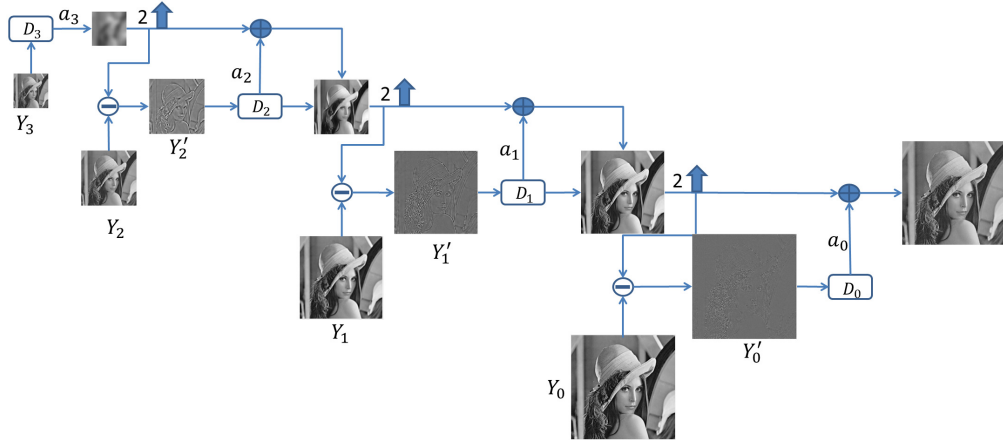 D₃
a₃
2
Y₃
Y₂
Y₂′
a₂
D₂
2
Y₁
Y₁′
a₁
D₁
2
Y₀
Y₀′
a₀
D₀